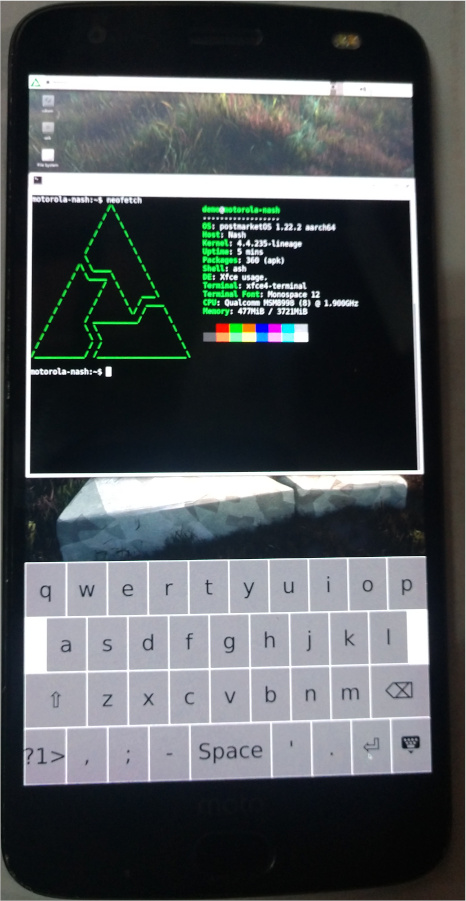 File System
motorola-nash:~$ neofetch
demo@motorola-nash
------------------
OS: postmarketOS 1.22.2 aarch64
Host: Nash
Kernel: 4.4.235-lineage
Uptime: 5 mins
Packages: 360 (apk)
Shell: ash
DE: Xfce usage.
Terminal: xfce4-terminal
Terminal Font: Monospace 12
CPU: Qualcomm MSM8998 (8) @ 1.900GHz
Memory: 477MiB / 3721MiB
motorola-nash:~$
q w e r t y u i o p
a s d f g h j k l
⇧ z x c v b n m ⌫
?1> , ; - Space ' . ⏎
moto